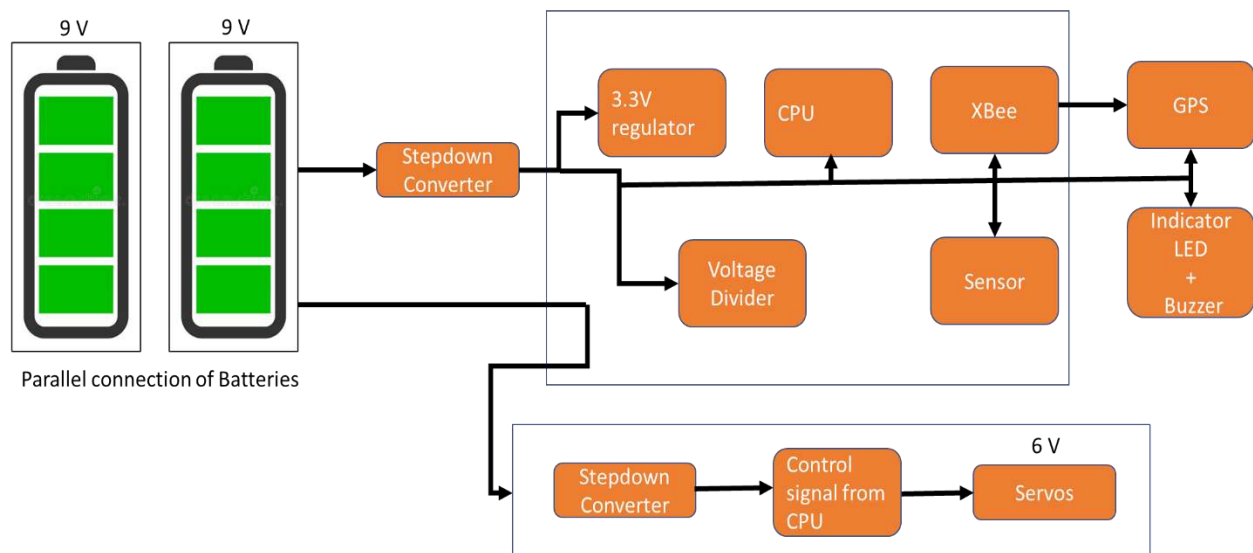 9 V
9 V
Parallel connection of Batteries
Stepdown
Converter
3.3V
regulator
CPU
XBee
GPS
Voltage
Divider
Sensor
Indicator
LED
+
Buzzer
Stepdown
Converter
Control
signal from
CPU
6 V
Servos